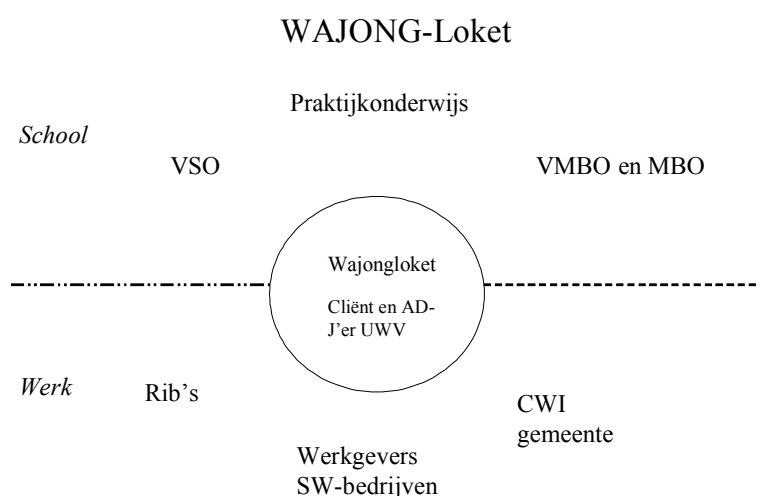 WAJONG-Loket
Praktijkonderwijs
School
VSO
VMBO en MBO
Wajongloket
Cliënt en AD-
J’er UWV
Werk
Rib’s
CWI
gemeente
Werkgevers
SW-bedrijven